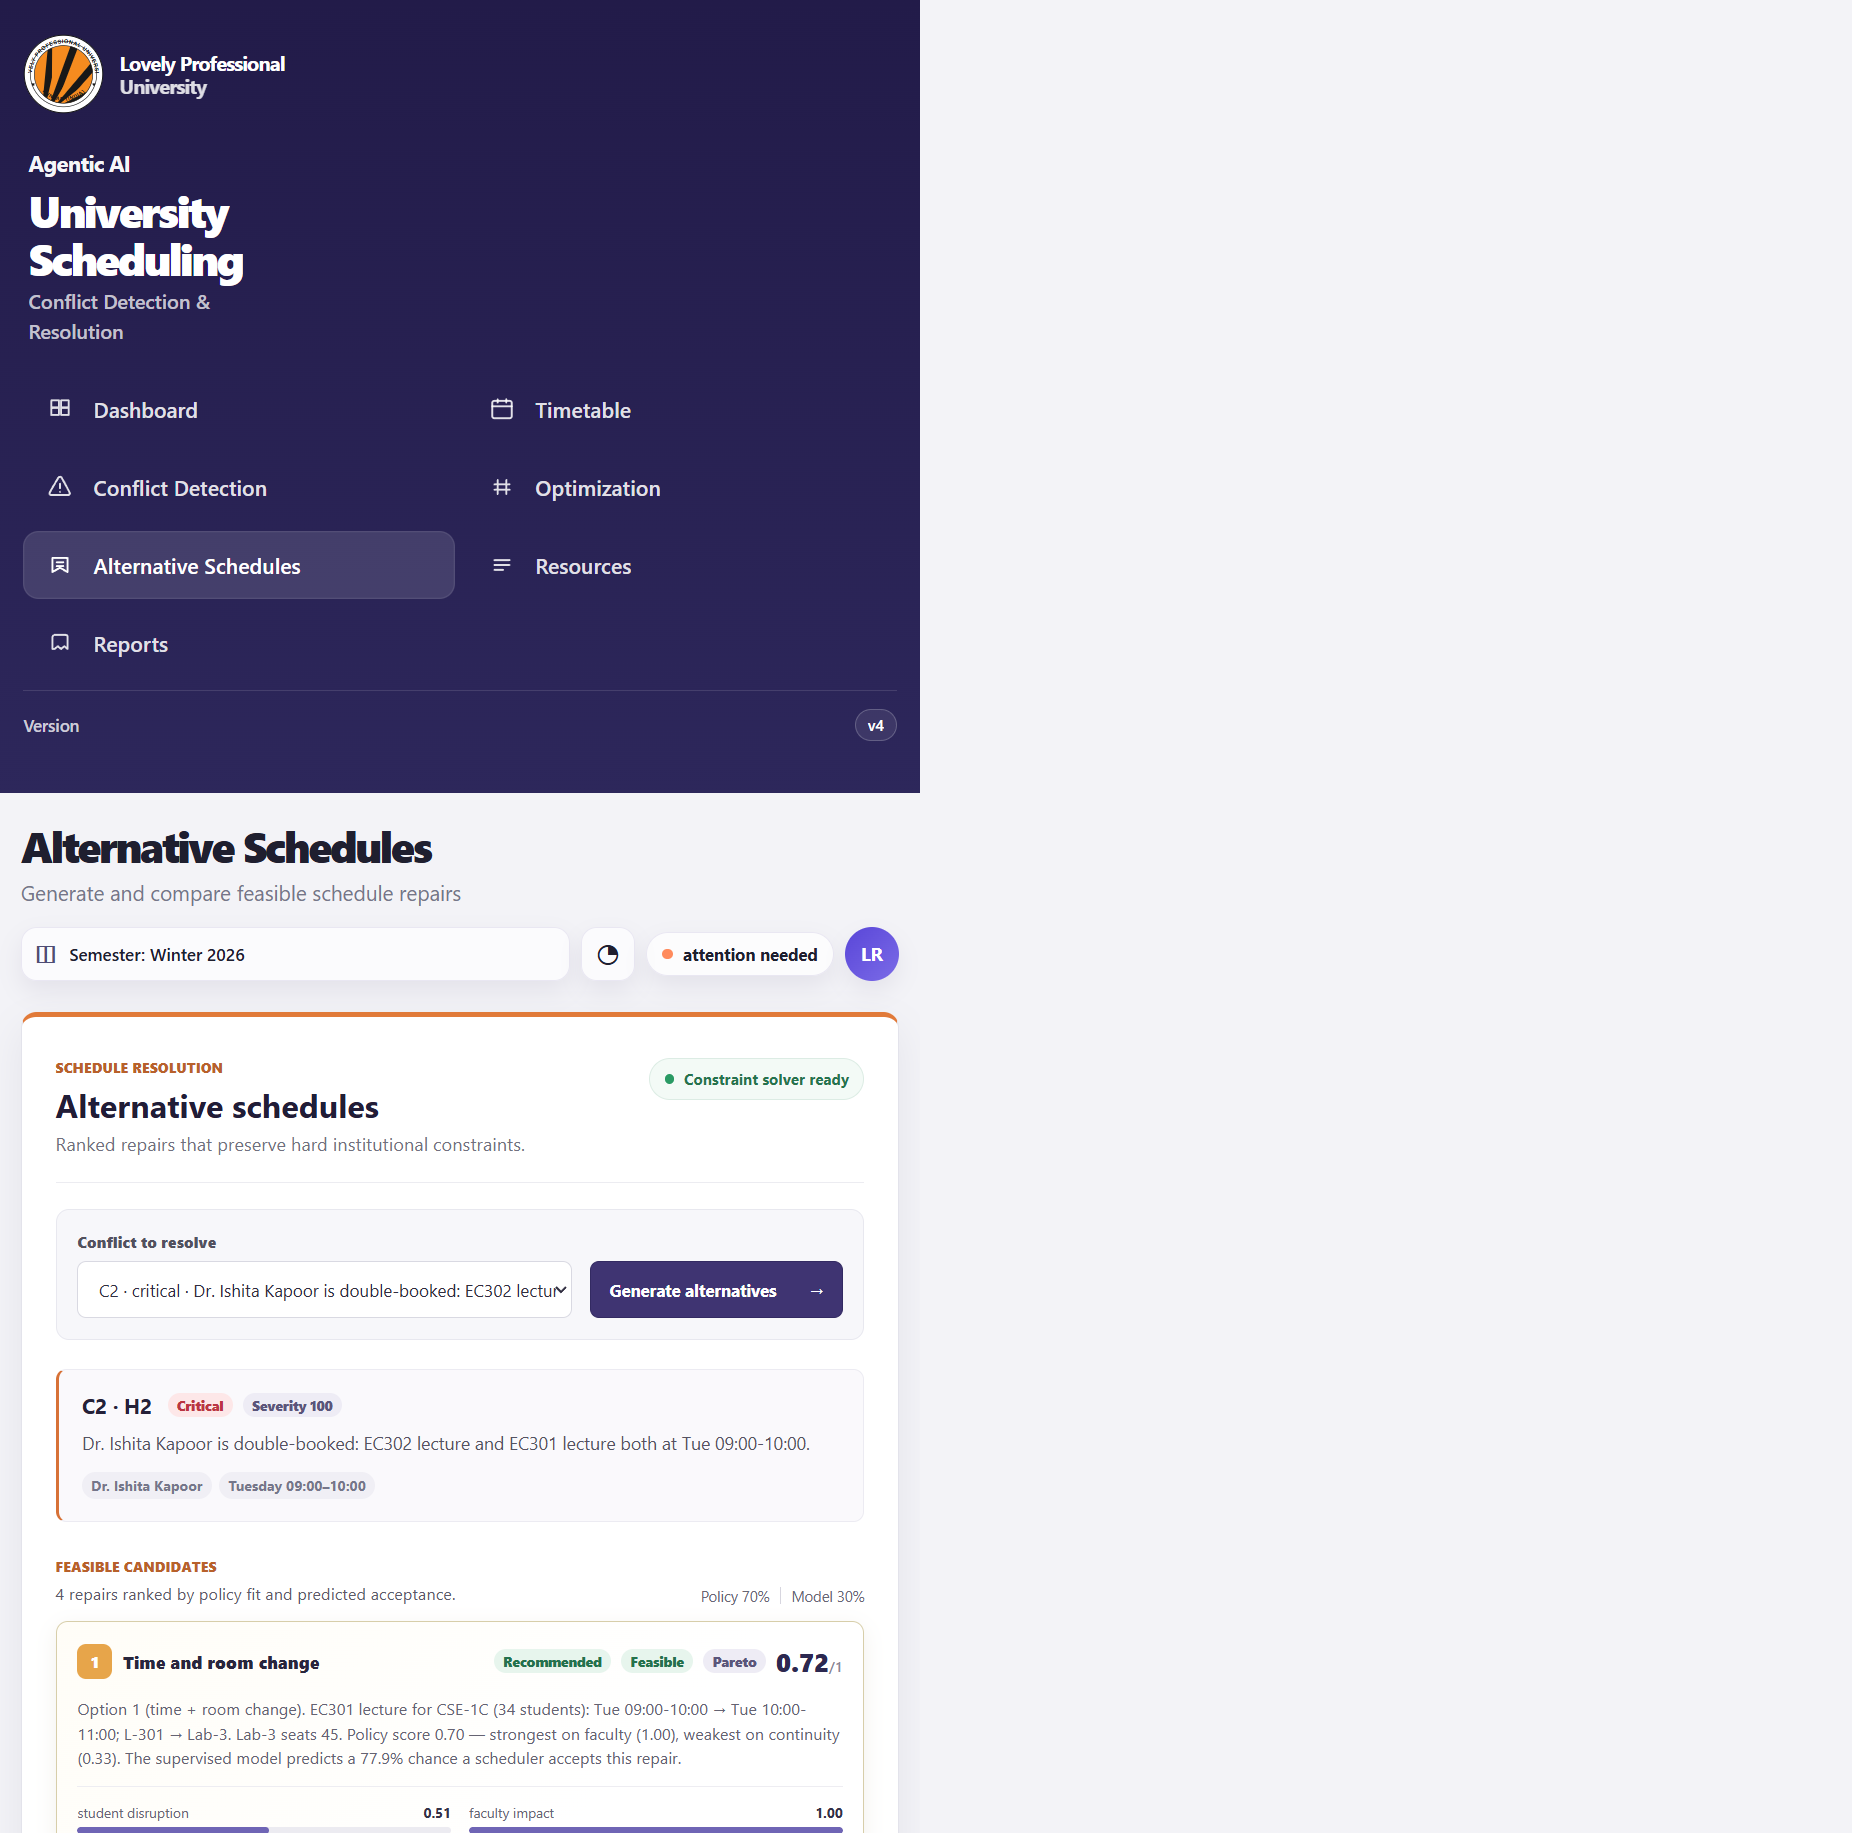 Lovely Professional
University
Agentic AI
University
Scheduling
Conflict Detection &
Resolution
Dashboard
Timetable
Conflict Detection
Optimization
Alternative Schedules
Resources
Reports
Version
v4
Alternative Schedules
Generate and compare feasible schedule repairs
Semester: Winter 2026
attention needed
LR
SCHEDULE RESOLUTION
Constraint solver ready
Alternative schedules
Ranked repairs that preserve hard institutional constraints.
Conflict to resolve
C2 · critical · Dr. Ishita Kapoor is double-booked: EC302 lectur
Generate alternatives →
C2 · H2 Critical Severity 100
Dr. Ishita Kapoor is double-booked: EC302 lecture and EC301 lecture both at Tue 09:00-10:00.
Dr. Ishita Kapoor Tuesday 09:00–10:00
FEASIBLE CANDIDATES
4 repairs ranked by policy fit and predicted acceptance.
Policy 70% Model 30%
1 Time and room change Recommended Feasible Pareto 0.72/1
Option 1 (time + room change). EC301 lecture for CSE-1C (34 students): Tue 09:00-10:00 → Tue 10:00-
11:00; L-301 → Lab-3. Lab-3 seats 45. Policy score 0.70 — strongest on faculty (1.00), weakest on continuity
(0.33). The supervised model predicts a 77.9% chance a scheduler accepts this repair.
student disruption 0.51 faculty impact 1.00